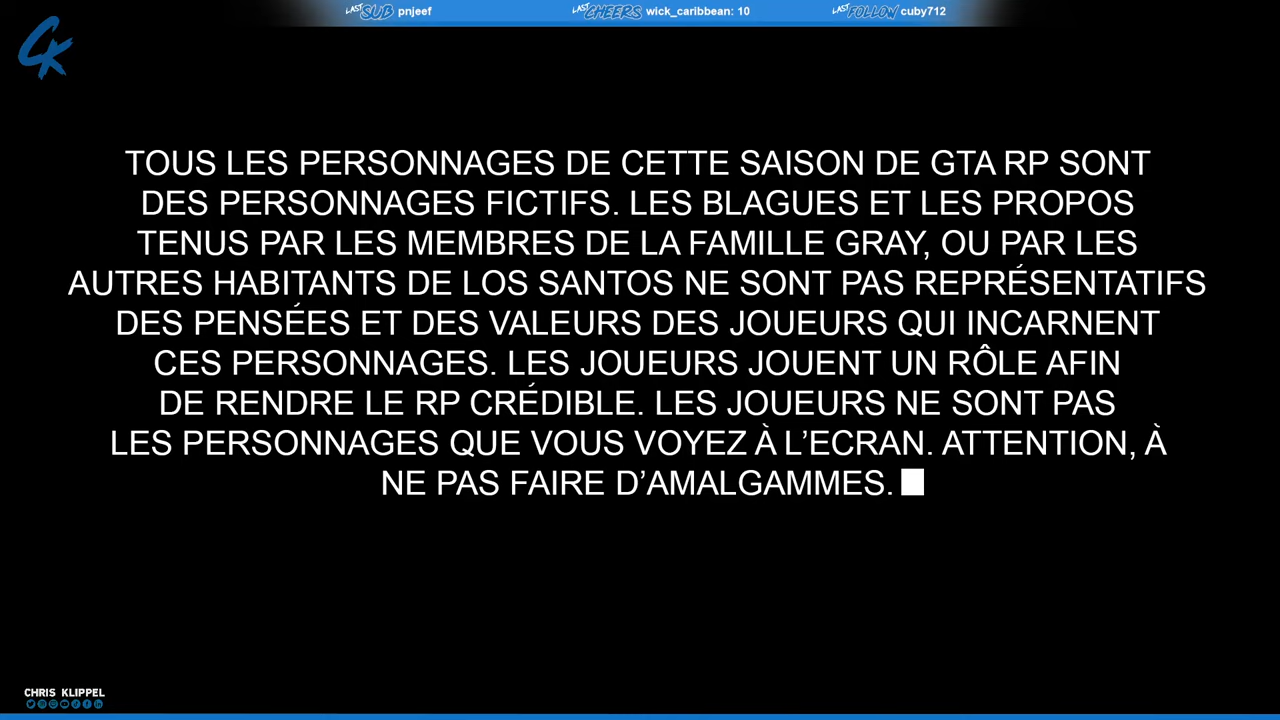 LAST SUB pnjeef LAST CHEERS wick_caribbean: 10 LAST FOLLOW cuby712
CK
TOUS LES PERSONNAGES DE CETTE SAISON DE GTA RP SONT
DES PERSONNAGES FICTIFS. LES BLAGUES ET LES PROPOS
TENUS PAR LES MEMBRES DE LA FAMILLE GRAY, OU PAR LES
AUTRES HABITANTS DE LOS SANTOS NE SONT PAS REPRÉSENTATIFS
DES PENSÉES ET DES VALEURS DES JOUEURS QUI INCARNENT
CES PERSONNAGES. LES JOUEURS JOUENT UN RÔLE AFIN
DE RENDRE LE RP CRÉDIBLE. LES JOUEURS NE SONT PAS
LES PERSONNAGES QUE VOUS VOYEZ À L’ECRAN. ATTENTION, À
NE PAS FAIRE D’AMALGAMMES.
CHRIS KLIPPEL